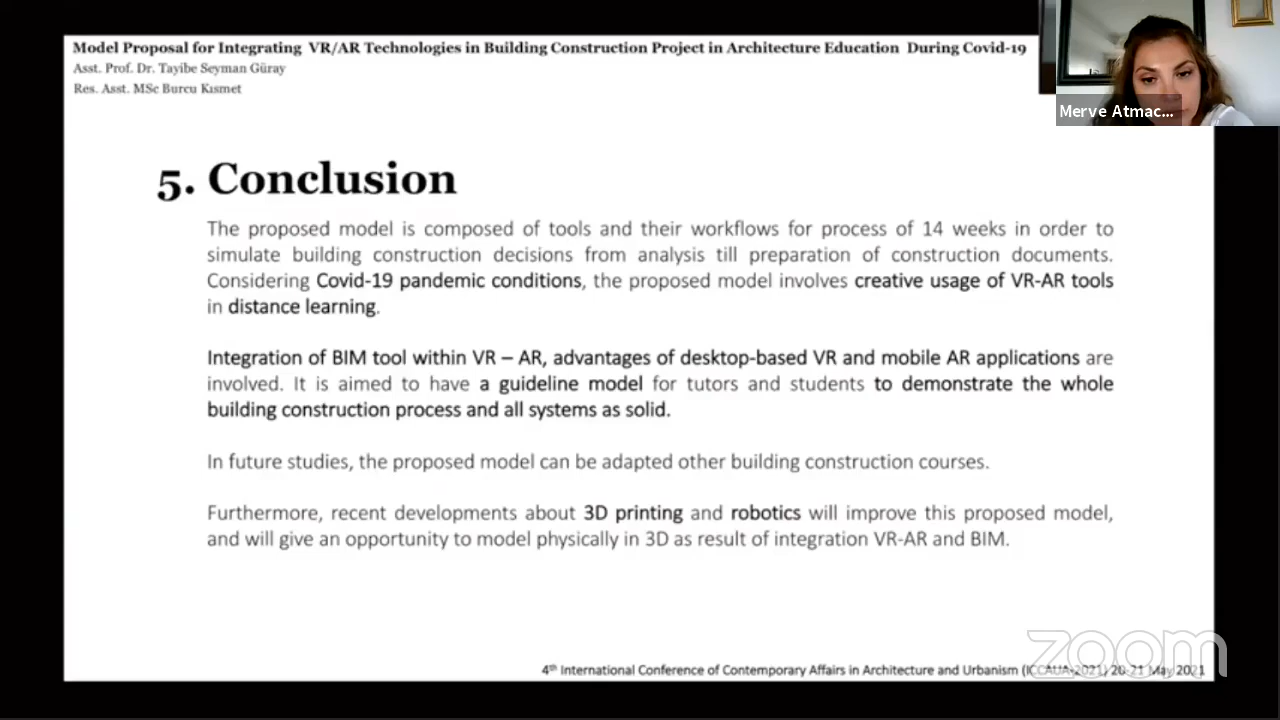 Model Proposal for Integrating VR/AR Technologies in Building Construction Project in Architecture Education During Covid-19
Asst. Prof. Dr. Tayibe Seyman Güray
Res. Asst. MSc Burcu Kısmet
Merve Atmac...
5. Conclusion
The proposed model is composed of tools and their workflows for process of 14 weeks in order to
simulate building construction decisions from analysis till preparation of construction documents.
Considering Covid-19 pandemic conditions, the proposed model involves creative usage of VR-AR tools
in distance learning.
Integration of BIM tool within VR – AR, advantages of desktop-based VR and mobile AR applications are
involved. It is aimed to have a guideline model for tutors and students to demonstrate the whole
building construction process and all systems as solid.
In future studies, the proposed model can be adapted other building construction courses.
Furthermore, recent developments about 3D printing and robotics will improve this proposed model,
and will give an opportunity to model physically in 3D as result of integration VR-AR and BIM.
zoom
4th International Conference of Contemporary Affairs in Architecture and Urbanism (ICCAUA-2021) 20-21 May 2021